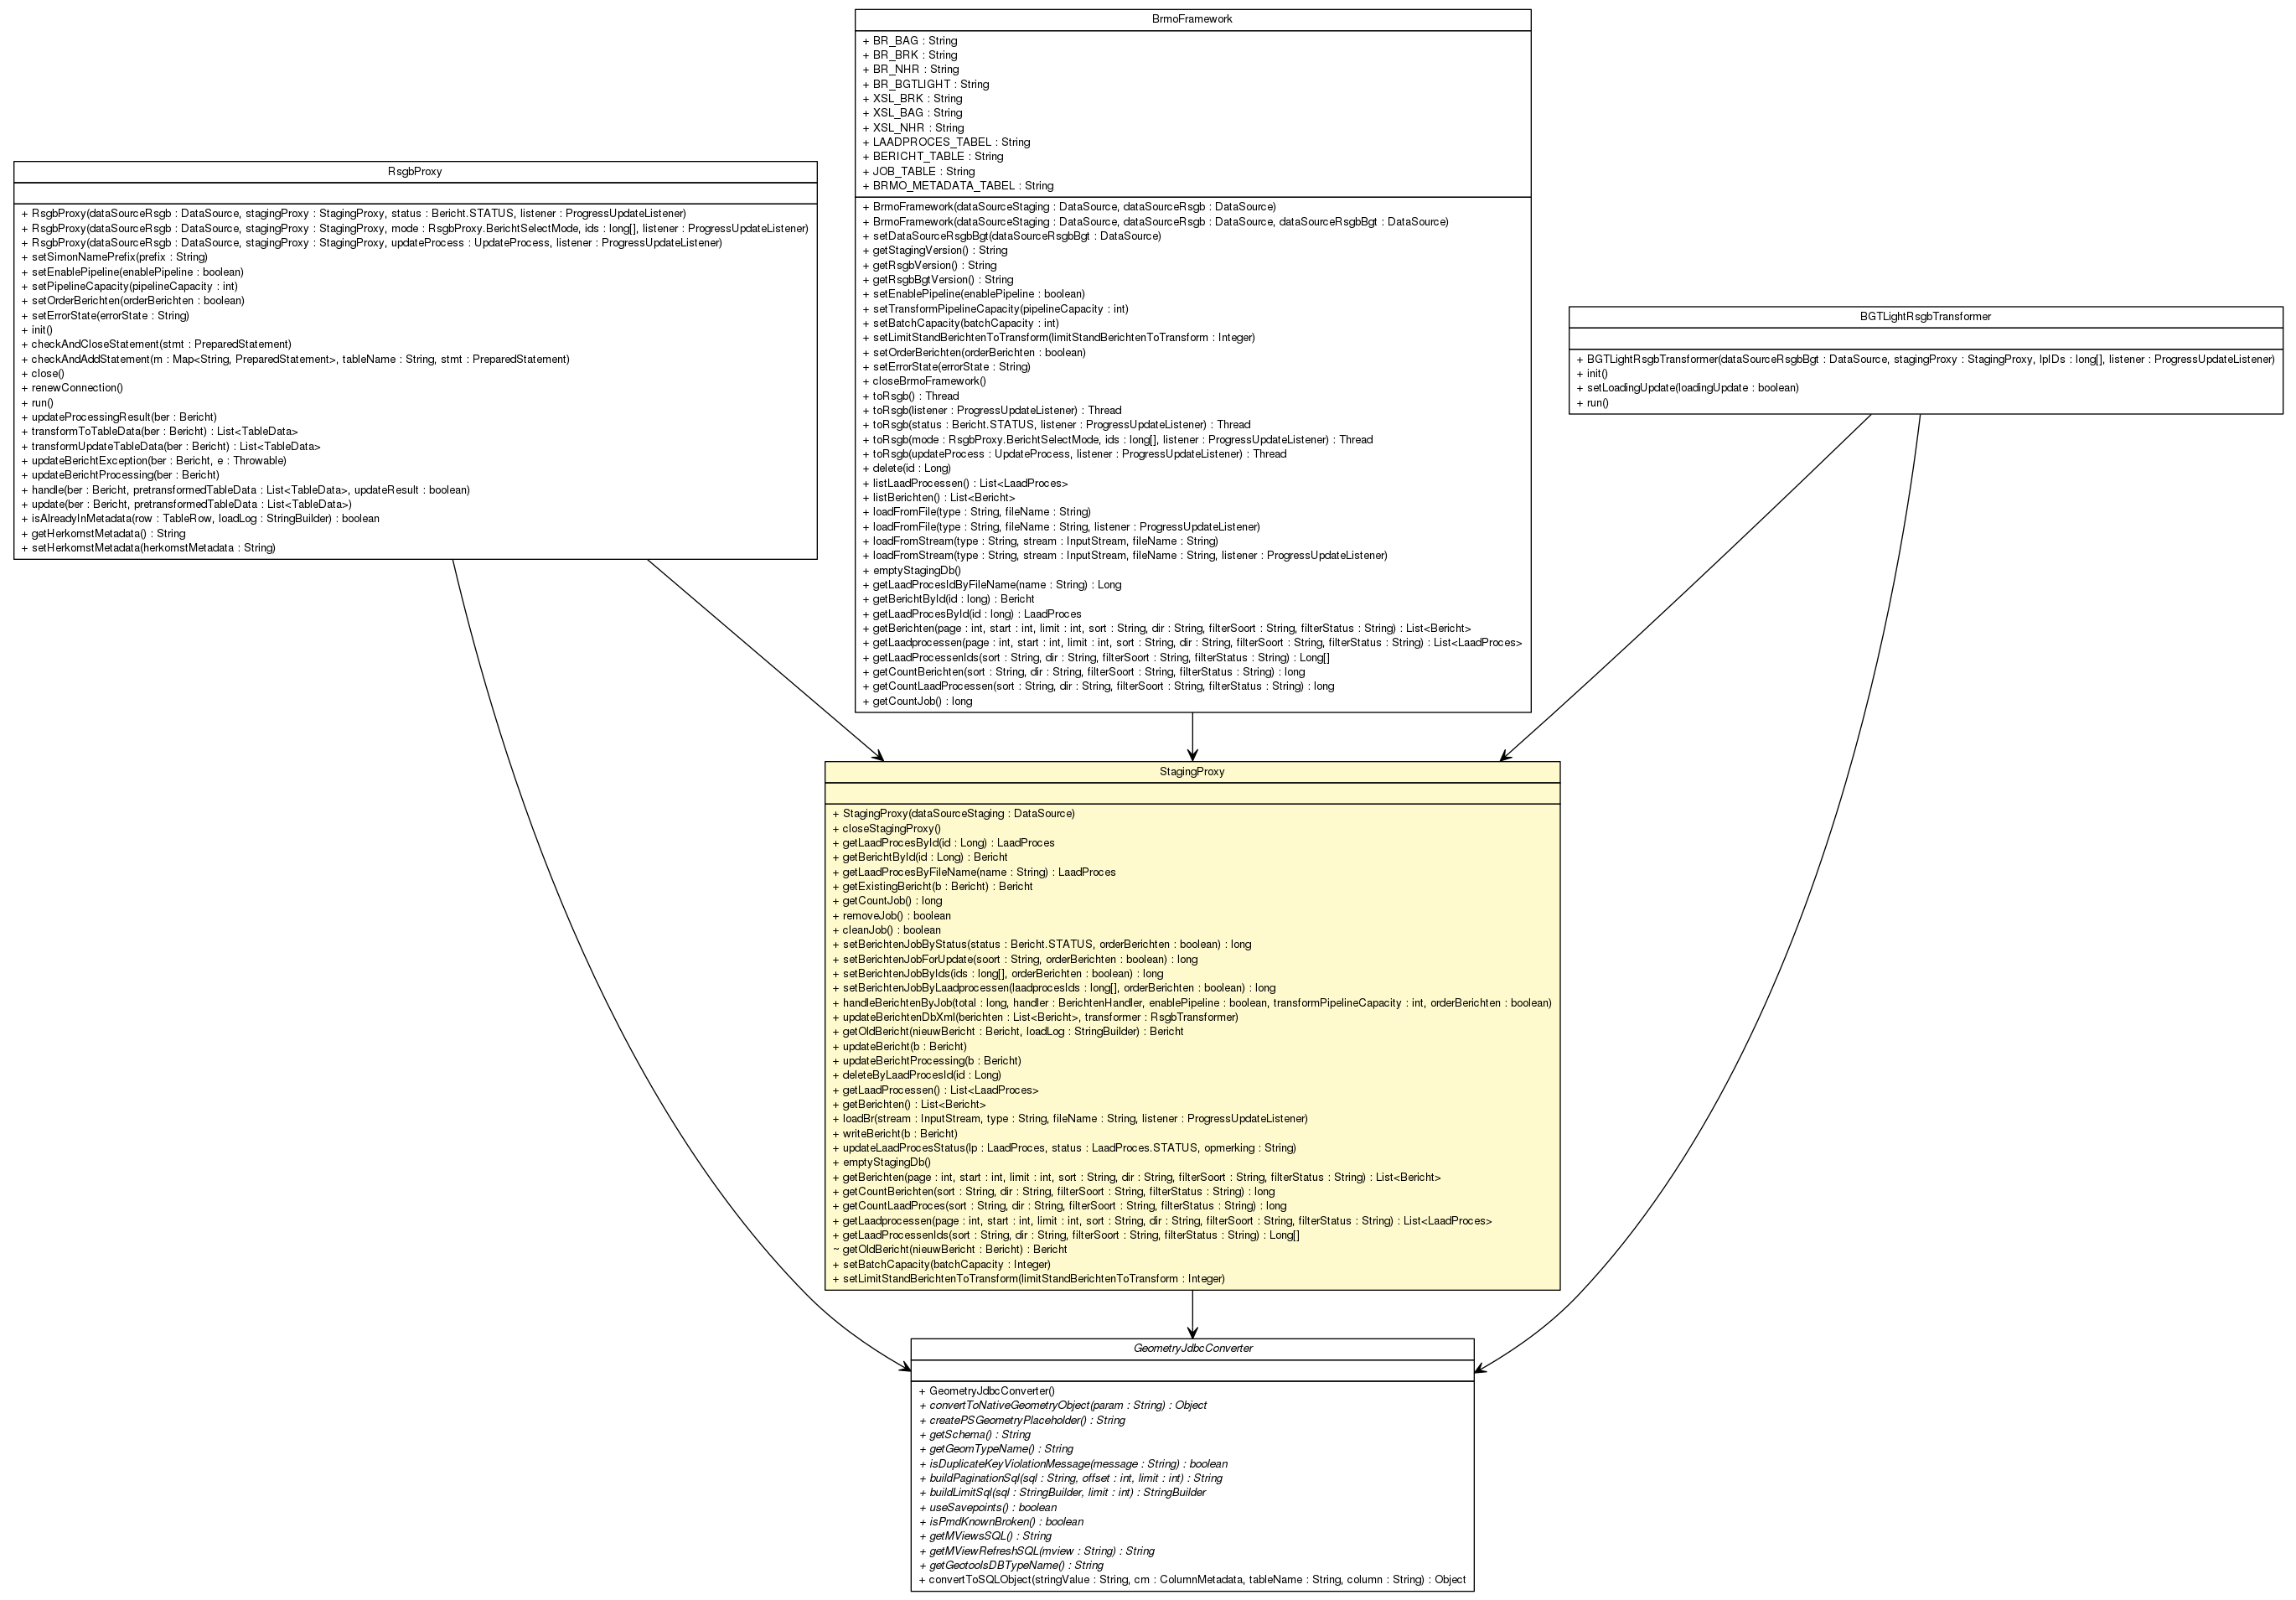 BrmoFramework
+ BR_BAG : String
+ BR_BRK : String
+ BR_NHR : String
+ BR_BGTLIGHT : String
+ XSL_BRK : String
+ XSL_BAG : String
+ XSL_NHR : String
+ LAADPROCES_TABEL : String
+ BERICHT_TABLE : String
+ JOB_TABLE : String
+ BRMO_METADATA_TABEL : String
+ BrmoFramework(dataSourceStaging : DataSource, dataSourceRsgb : DataSource)
+ BrmoFramework(dataSourceStaging : DataSource, dataSourceRsgb : DataSource, dataSourceRsgbBgt : DataSource)
+ setDataSourceRsgbBgt(dataSourceRsgbBgt : DataSource)
+ getStagingVersion() : String
+ getRsgbVersion() : String
+ getRsgbBgtVersion() : String
+ setEnablePipeline(enablePipeline : boolean)
+ setTransformPipelineCapacity(pipelineCapacity : int)
+ setBatchCapacity(batchCapacity : int)
+ setLimitStandBerichtenToTransform(limitStandBerichtenToTransform : Integer)
+ setOrderBerichten(orderBerichten : boolean)
+ setErrorState(errorState : String)
+ closeBrmoFramework()
+ toRsgb() : Thread
+ toRsgb(listener : ProgressUpdateListener) : Thread
+ toRsgb(status : Bericht.STATUS, listener : ProgressUpdateListener) : Thread
+ toRsgb(mode : RsgbProxy.BerichtSelectMode, ids : long[], listener : ProgressUpdateListener) : Thread
+ toRsgb(updateProcess : UpdateProcess, listener : ProgressUpdateListener) : Thread
+ delete(id : Long)
+ listLaadProcessen() : List<LaadProces>
+ listBerichten() : List<Bericht>
+ loadFromFile(type : String, fileName : String)
+ loadFromFile(type : String, fileName : String, listener : ProgressUpdateListener)
+ loadFromStream(type : String, stream : InputStream, fileName : String)
+ loadFromStream(type : String, stream : InputStream, fileName : String, listener : ProgressUpdateListener)
+ emptyStagingDb()
+ getLaadProcesIdByFileName(name : String) : Long
+ getBerichtById(id : long) : Bericht
+ getLaadProcesById(id : long) : LaadProces
+ getBerichten(page : int, start : int, limit : int, sort : String, dir : String, filterSoort : String, filterStatus : String) : List<Bericht>
+ getLaadprocessen(page : int, start : int, limit : int, sort : String, dir : String, filterSoort : String, filterStatus : String) : List<LaadProces>
+ getLaadProcessenIds(sort : String, dir : String, filterSoort : String, filterStatus : String) : Long[]
+ getCountBerichten(sort : String, dir : String, filterSoort : String, filterStatus : String) : long
+ getCountLaadProcessen(sort : String, dir : String, filterSoort : String, filterStatus : String) : long
+ getCountJob() : long
RsgbProxy
+ RsgbProxy(dataSourceRsgb : DataSource, stagingProxy : StagingProxy, status : Bericht.STATUS, listener : ProgressUpdateListener)
+ RsgbProxy(dataSourceRsgb : DataSource, stagingProxy : StagingProxy, mode : RsgbProxy.BerichtSelectMode, ids : long[], listener : ProgressUpdateListener)
+ RsgbProxy(dataSourceRsgb : DataSource, stagingProxy : StagingProxy, updateProcess : UpdateProcess, listener : ProgressUpdateListener)
+ setSimonNamePrefix(prefix : String)
+ setEnablePipeline(enablePipeline : boolean)
+ setPipelineCapacity(pipelineCapacity : int)
+ setOrderBerichten(orderBerichten : boolean)
+ setErrorState(errorState : String)
+ init()
+ checkAndCloseStatement(stmt : PreparedStatement)
+ checkAndAddStatement(m : Map<String, PreparedStatement>, tableName : String, stmt : PreparedStatement)
+ close()
+ renewConnection()
+ run()
+ updateProcessingResult(ber : Bericht)
+ transformToTableData(ber : Bericht) : List<TableData>
+ transformUpdateTableData(ber : Bericht) : List<TableData>
+ updateBerichtException(ber : Bericht, e : Throwable)
+ updateBerichtProcessing(ber : Bericht)
+ handle(ber : Bericht, pretransformedTableData : List<TableData>, updateResult : boolean)
+ update(ber : Bericht, pretransformedTableData : List<TableData>)
+ isAlreadyInMetadata(row : TableRow, loadLog : StringBuilder) : boolean
+ getHerkomstMetadata() : String
+ setHerkomstMetadata(herkomstMetadata : String)
BGTLightRsgbTransformer
+ BGTLightRsgbTransformer(dataSourceRsgbBgt : DataSource, stagingProxy : StagingProxy, lpIDs : long[], listener : ProgressUpdateListener)
+ init()
+ setLoadingUpdate(loadingUpdate : boolean)
+ run()
StagingProxy
+ StagingProxy(dataSourceStaging : DataSource)
+ closeStagingProxy()
+ getLaadProcesById(id : Long) : LaadProces
+ getBerichtById(id : Long) : Bericht
+ getLaadProcesByFileName(name : String) : LaadProces
+ getExistingBericht(b : Bericht) : Bericht
+ getCountJob() : long
+ removeJob() : boolean
+ cleanJob() : boolean
+ setBerichtenJobByStatus(status : Bericht.STATUS, orderBerichten : boolean) : long
+ setBerichtenJobForUpdate(soort : String, orderBerichten : boolean) : long
+ setBerichtenJobByIds(ids : long[], orderBerichten : boolean) : long
+ setBerichtenJobByLaadprocessen(laadprocesIds : long[], orderBerichten : boolean) : long
+ handleBerichtenByJob(total : long, handler : BerichtenHandler, enablePipeline : boolean, transformPipelineCapacity : int, orderBerichten : boolean)
+ updateBerichtenDbXml(berichten : List<Bericht>, transformer : RsgbTransformer)
+ getOldBericht(nieuwBericht : Bericht, loadLog : StringBuilder) : Bericht
+ updateBericht(b : Bericht)
+ updateBerichtProcessing(b : Bericht)
+ deleteByLaadProcesId(id : Long)
+ getLaadProcessen() : List<LaadProces>
+ getBerichten() : List<Bericht>
+ loadBr(stream : InputStream, type : String, fileName : String, listener : ProgressUpdateListener)
+ writeBericht(b : Bericht)
+ updateLaadProcesStatus(lp : LaadProces, status : LaadProces.STATUS, opmerking : String)
+ emptyStagingDb()
+ getBerichten(page : int, start : int, limit : int, sort : String, dir : String, filterSoort : String, filterStatus : String) : List<Bericht>
+ getCountBerichten(sort : String, dir : String, filterSoort : String, filterStatus : String) : long
+ getCountLaadProces(sort : String, dir : String, filterSoort : String, filterStatus : String) : long
+ getLaadprocessen(page : int, start : int, limit : int, sort : String, dir : String, filterSoort : String, filterStatus : String) : List<LaadProces>
+ getLaadProcessenIds(sort : String, dir : String, filterSoort : String, filterStatus : String) : Long[]
~ getOldBericht(nieuwBericht : Bericht) : Bericht
+ setBatchCapacity(batchCapacity : Integer)
+ setLimitStandBerichtenToTransform(limitStandBerichtenToTransform : Integer)
GeometryJdbcConverter
+ GeometryJdbcConverter()
+ convertToNativeGeometryObject(param : String) : Object
+ createPSGeometryPlaceholder() : String
+ getSchema() : String
+ getGeomTypeName() : String
+ isDuplicateKeyViolationMessage(message : String) : boolean
+ buildPaginationSql(sql : String, offset : int, limit : int) : String
+ buildLimitSql(sql : StringBuilder, limit : int) : StringBuilder
+ useSavepoints() : boolean
+ isPmdKnownBroken() : boolean
+ getMViewsSQL() : String
+ getMViewRefreshSQL(mview : String) : String
+ getGeotoolsDBTypeName() : String
+ convertToSQLObject(stringValue : String, cm : ColumnMetadata, tableName : String, column : String) : Object